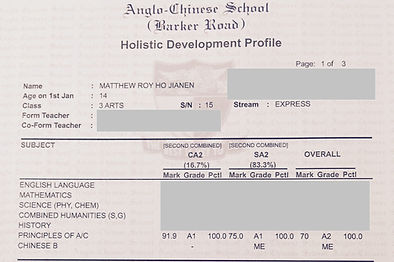 Anglo-Chinese School
(Barker Road)
Holistic Development Profile
Page: 1 of 3
Name : MATTHEW ROY HO JIANEN
Age on 1st Jan : 14
Class : 3 ARTS S/N : 15 Stream : EXPRESS
Form Teacher :
Co-Form Teacher :
SUBJECT [SECOND COMBINED] [SECOND COMBINED] OVERALL
CA2 SA2
(16.7%) (83.3%)
Mark Grade Pctl Mark Grade Pctl Mark Grade Pctl
ENGLISH LANGUAGE
MATHEMATICS
SCIENCE (PHY, CHEM)
COMBINED HUMANITIES (S,G)
HISTORY
PRINCIPLES OF A/C 91.9 A1 100.0 75.0 A1 100.0 70 A2 100.0
CHINESE B - ME ME